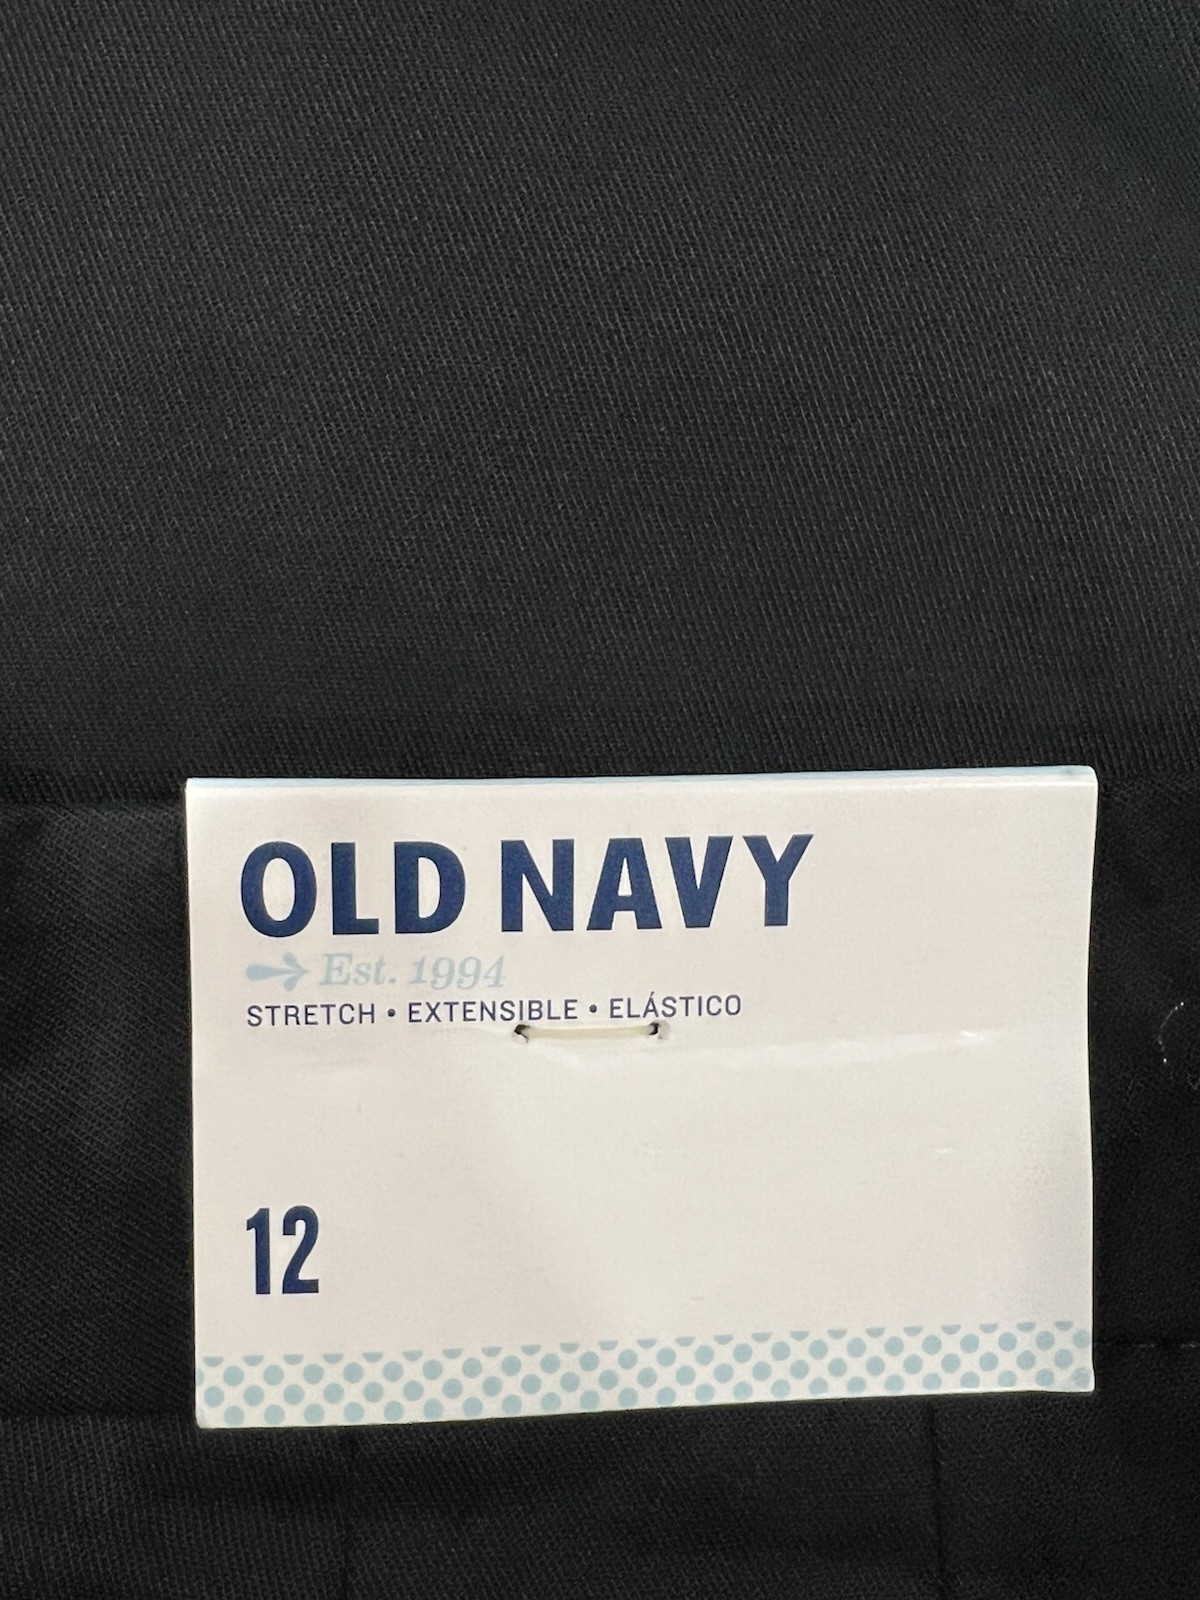 OLD NAVY
Est. 1994
STRETCH • EXTENSIBLE • ELÁSTICO
12